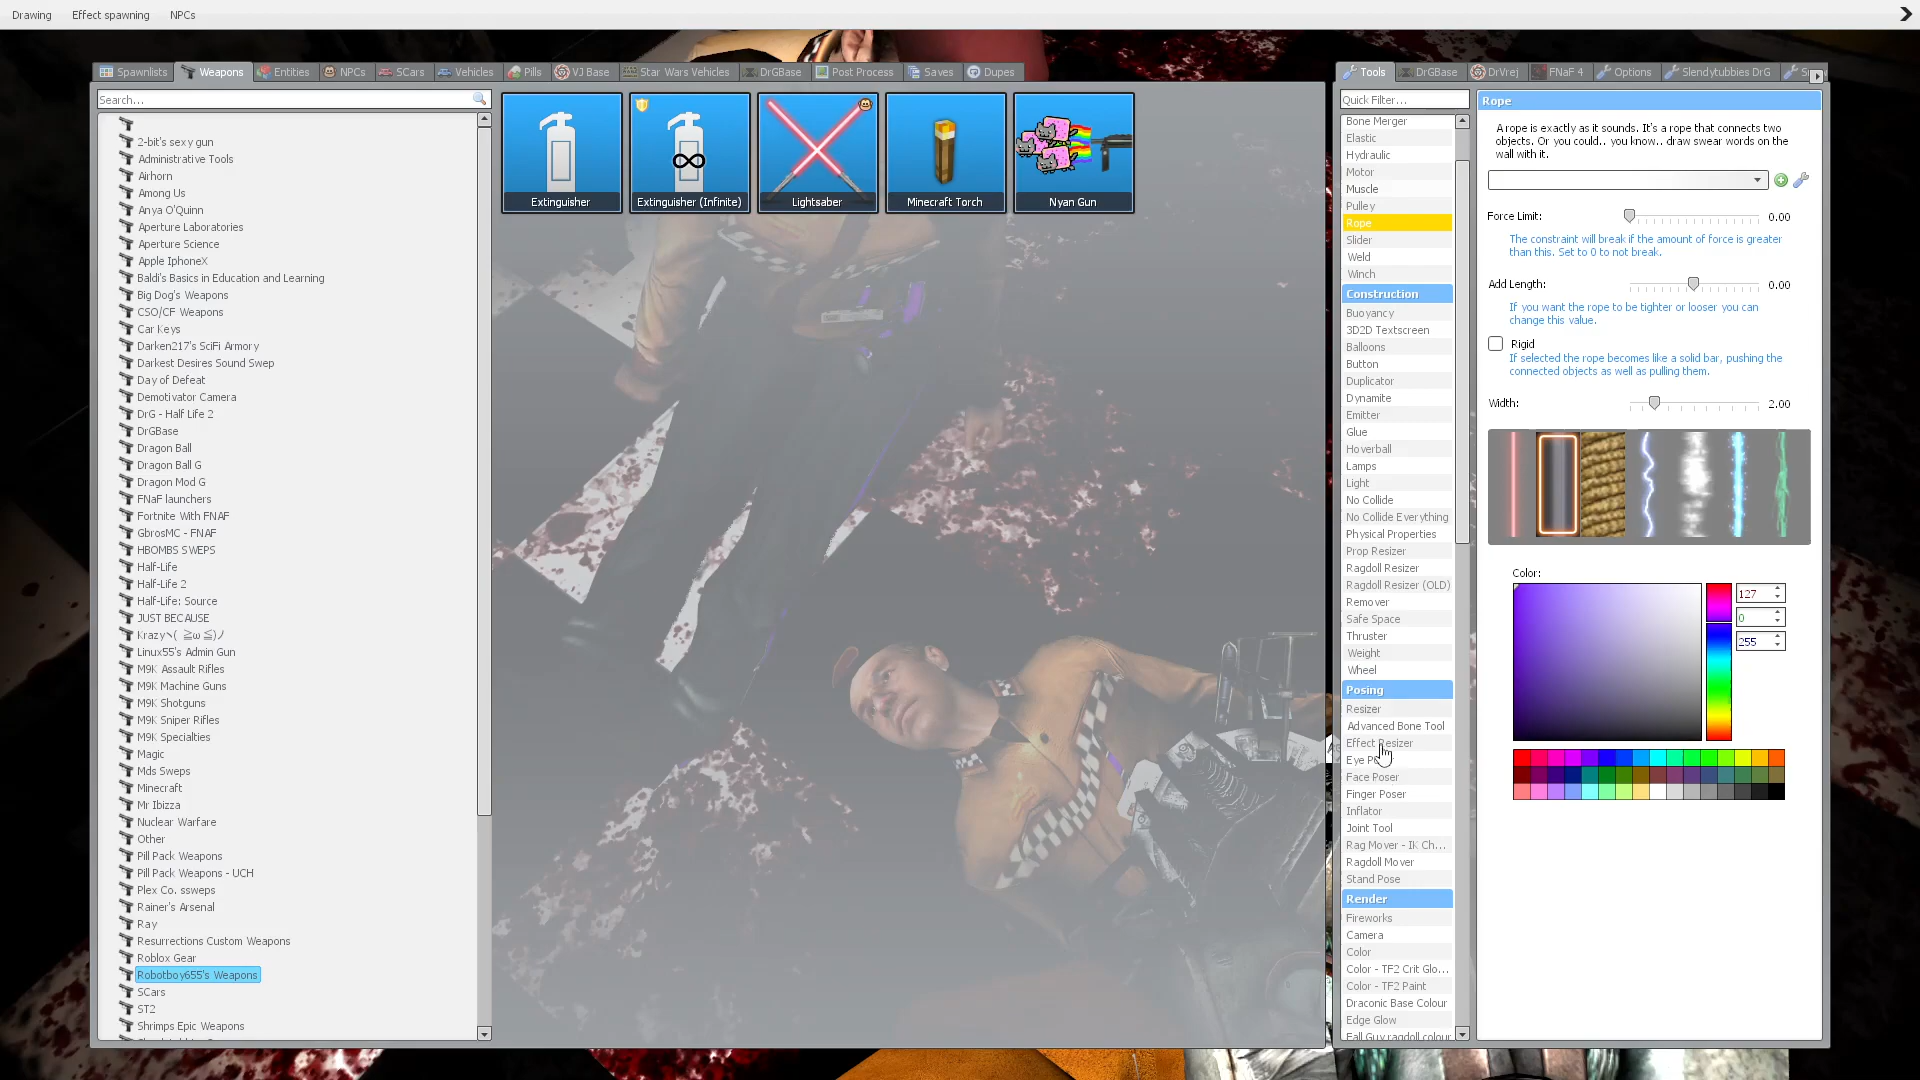 Drawing Effect spawning NPCs
Spawnlists Weapons Entities NPCs SCars Vehicles Pills VJ Base Star Wars Vehicles DrGBase Post Process Saves Dupes
Search...
2-bit's sexy gun
Administrative Tools
Airhorn
Among Us
Anya O'Quinn
Aperture Laboratories
Aperture Science
Apple IphoneX
Baldi's Basics in Education and Learning
Big Dog's Weapons
CSO/CF Weapons
Car Keys
Darken217's SciFi Armory
Darkest Desires Sound Swep
Day of Defeat
Demotivator Camera
DrG - Half Life 2
DrGBase
Dragon Ball
Dragon Ball G
Dragon Mod G
FNaF launchers
Fortnite With FNAF
GbrosMC - FNAF
HBOMBS SWEPS
Half-Life
Half-Life 2
Half-Life: Source
JUST BECAUSE
Krazyヽ( ≧ω≦)ノ
Linux55's Admin Gun
M9K Assault Rifles
M9K Machine Guns
M9K Shotguns
M9K Sniper Rifles
M9K Specialties
Magic
Mds Sweps
Minecraft
Mr Ibizza
Nuclear Warfare
Other
Pill Pack Weapons
Pill Pack Weapons - UCH
Plex Co. ssweps
Rainer's Arsenal
Ray
Resurrections Custom Weapons
Roblox Gear
Robotboy655's Weapons
SCars
ST2
Shrimps Epic Weapons
Extinguisher
Extinguisher (Infinite)
Lightsaber
Minecraft Torch
Nyan Gun
Tools DrGBase DrVrej FNaF 4 Options Slendytubbies DrG
Quick Filter...
Bone Merger
Elastic
Hydraulic
Motor
Muscle
Pulley
Rope
Slider
Weld
Winch
Construction
Buoyancy
3D2D Textscreen
Balloons
Button
Duplicator
Dynamite
Emitter
Glue
Hoverball
Lamps
Light
No Collide
No Collide Everything
Physical Properties
Prop Resizer
Ragdoll Resizer
Ragdoll Resizer (OLD)
Remover
Safe Space
Thruster
Weight
Wheel
Posing
Resizer
Advanced Bone Tool
Effect Resizer
Eye
Face Poser
Finger Poser
Inflator
Joint Tool
Rag Mover - IK Ch...
Ragdoll Mover
Stand Pose
Render
Fireworks
Camera
Color
Color - TF2 Crit Glo...
Color - TF2 Paint
Draconic Base Colour
Edge Glow
Fall Guy ragdoll colour
Rope
A rope is exactly as it sounds. It's a rope that connects two
objects. Or you could.. you know.. draw swear words on the
wall with it.
Force Limit: 0.00
The constraint will break if the amount of force is greater
than this. Set to 0 to not break.
Add Length: 0.00
If you want the rope to be tighter or looser you can
change this value.
Rigid
If selected the rope becomes like a solid bar, pushing the
connected objects as well as pulling them.
Width: 2.00
Color:
127
0
255